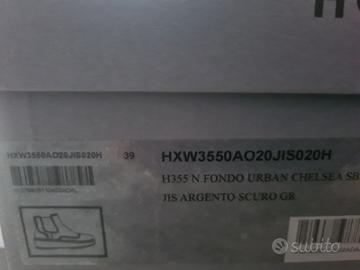 H
HXW3550AO20JIS020H 39 HXW3550AO20JIS020H
H355 N FONDO URBAN CHELSEA SB
JIS ARGENTO SCURO GR
subito